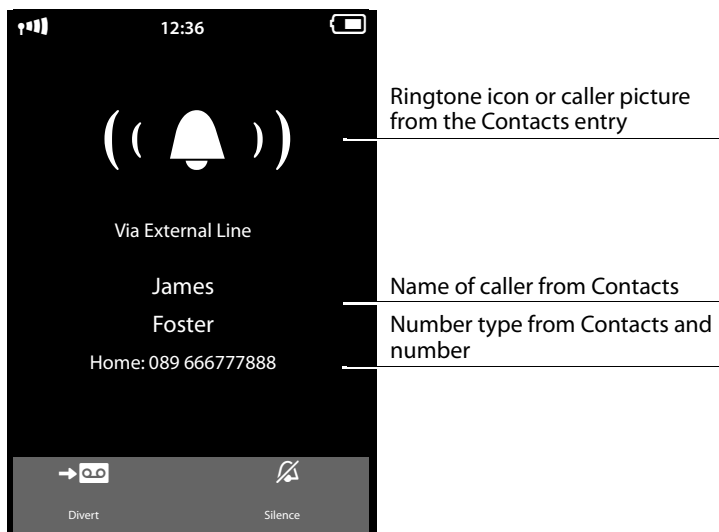 12:36
Ringtone icon or caller picture
from the Contacts entry
Via External Line
James
Name of caller from Contacts
Foster
Number type from Contacts and
number
Home: 089 666777888
Divert
Silence